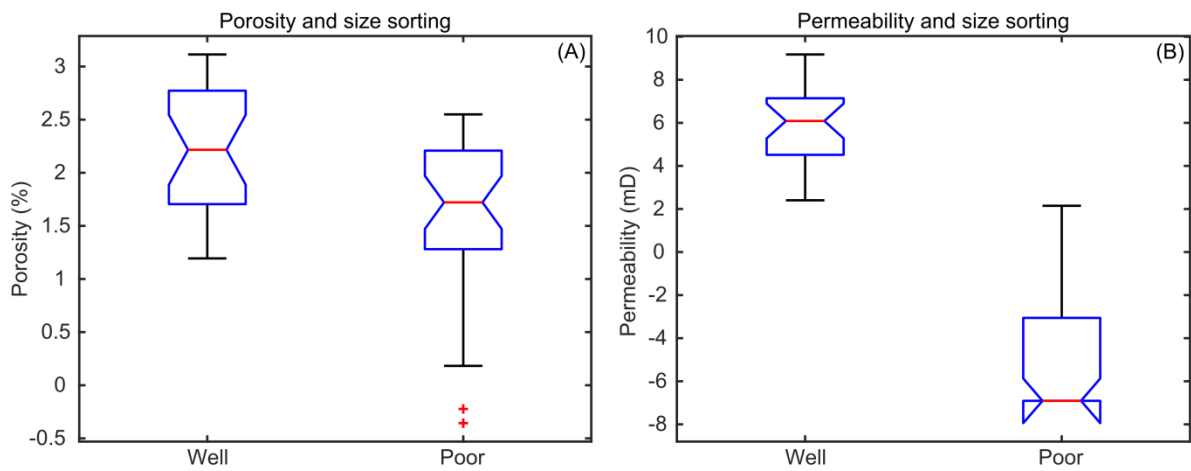 Porosity and size sorting
(A)
Porosity (%)
3
2.5
2
1.5
1
0.5
0
-0.5
Well Poor
Permeability and size sorting
(B)
Permeability (mD)
10
8
6
4
2
0
-2
-4
-6
-8
Well Poor